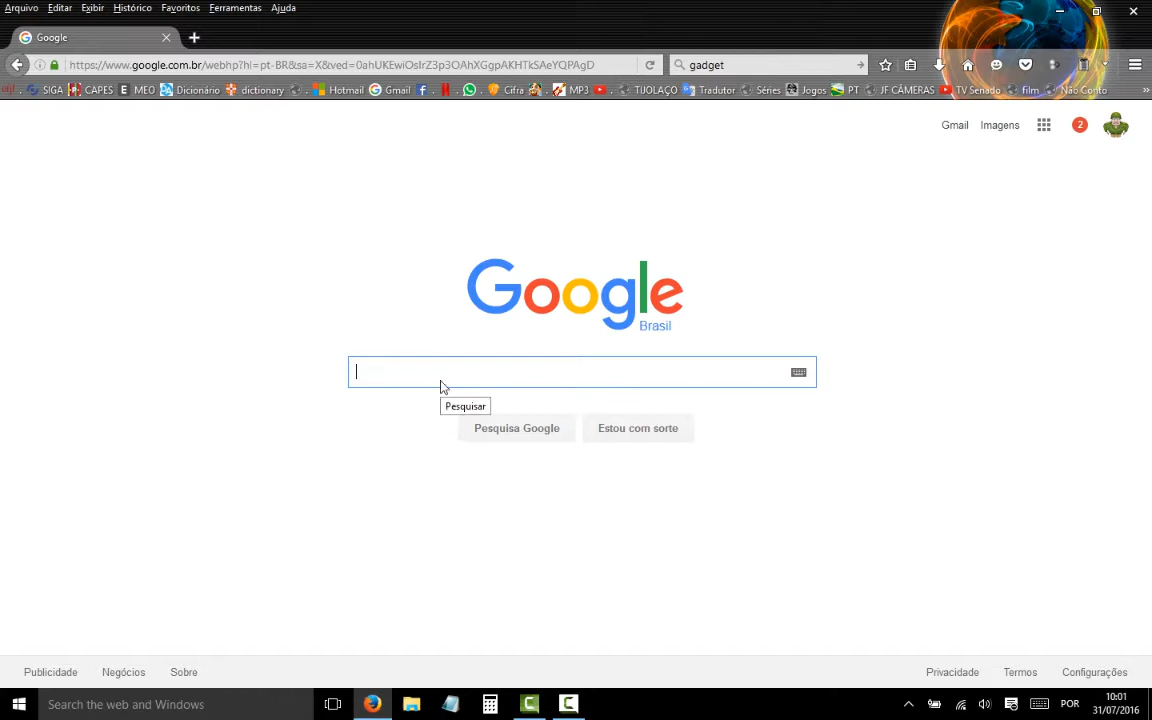 Arquivo Editar Exibir Histórico Favoritos Ferramentas Ajuda
Google
https://www.google.com.br/webhp?hl=pt-BR&sa=X&ved=0ahUKEwiOsIrZ3p3OAhXGgpAKHTkSAeYQPAgD
gadget
SIGA CAPES MEO Dicionário dictionary Hotmail Gmail Cifra MP3 TIJOLAÇO Tradutor Séries Jogos PT JF CÂMERAS TV Senado film Não Conto
Gmail Imagens 2
Google
Brasil
Pesquisar
Pesquisa Google Estou com sorte
Publicidade Negócios Sobre Privacidade Termos Configurações
Search the web and Windows
POR
10:01
31/07/2016